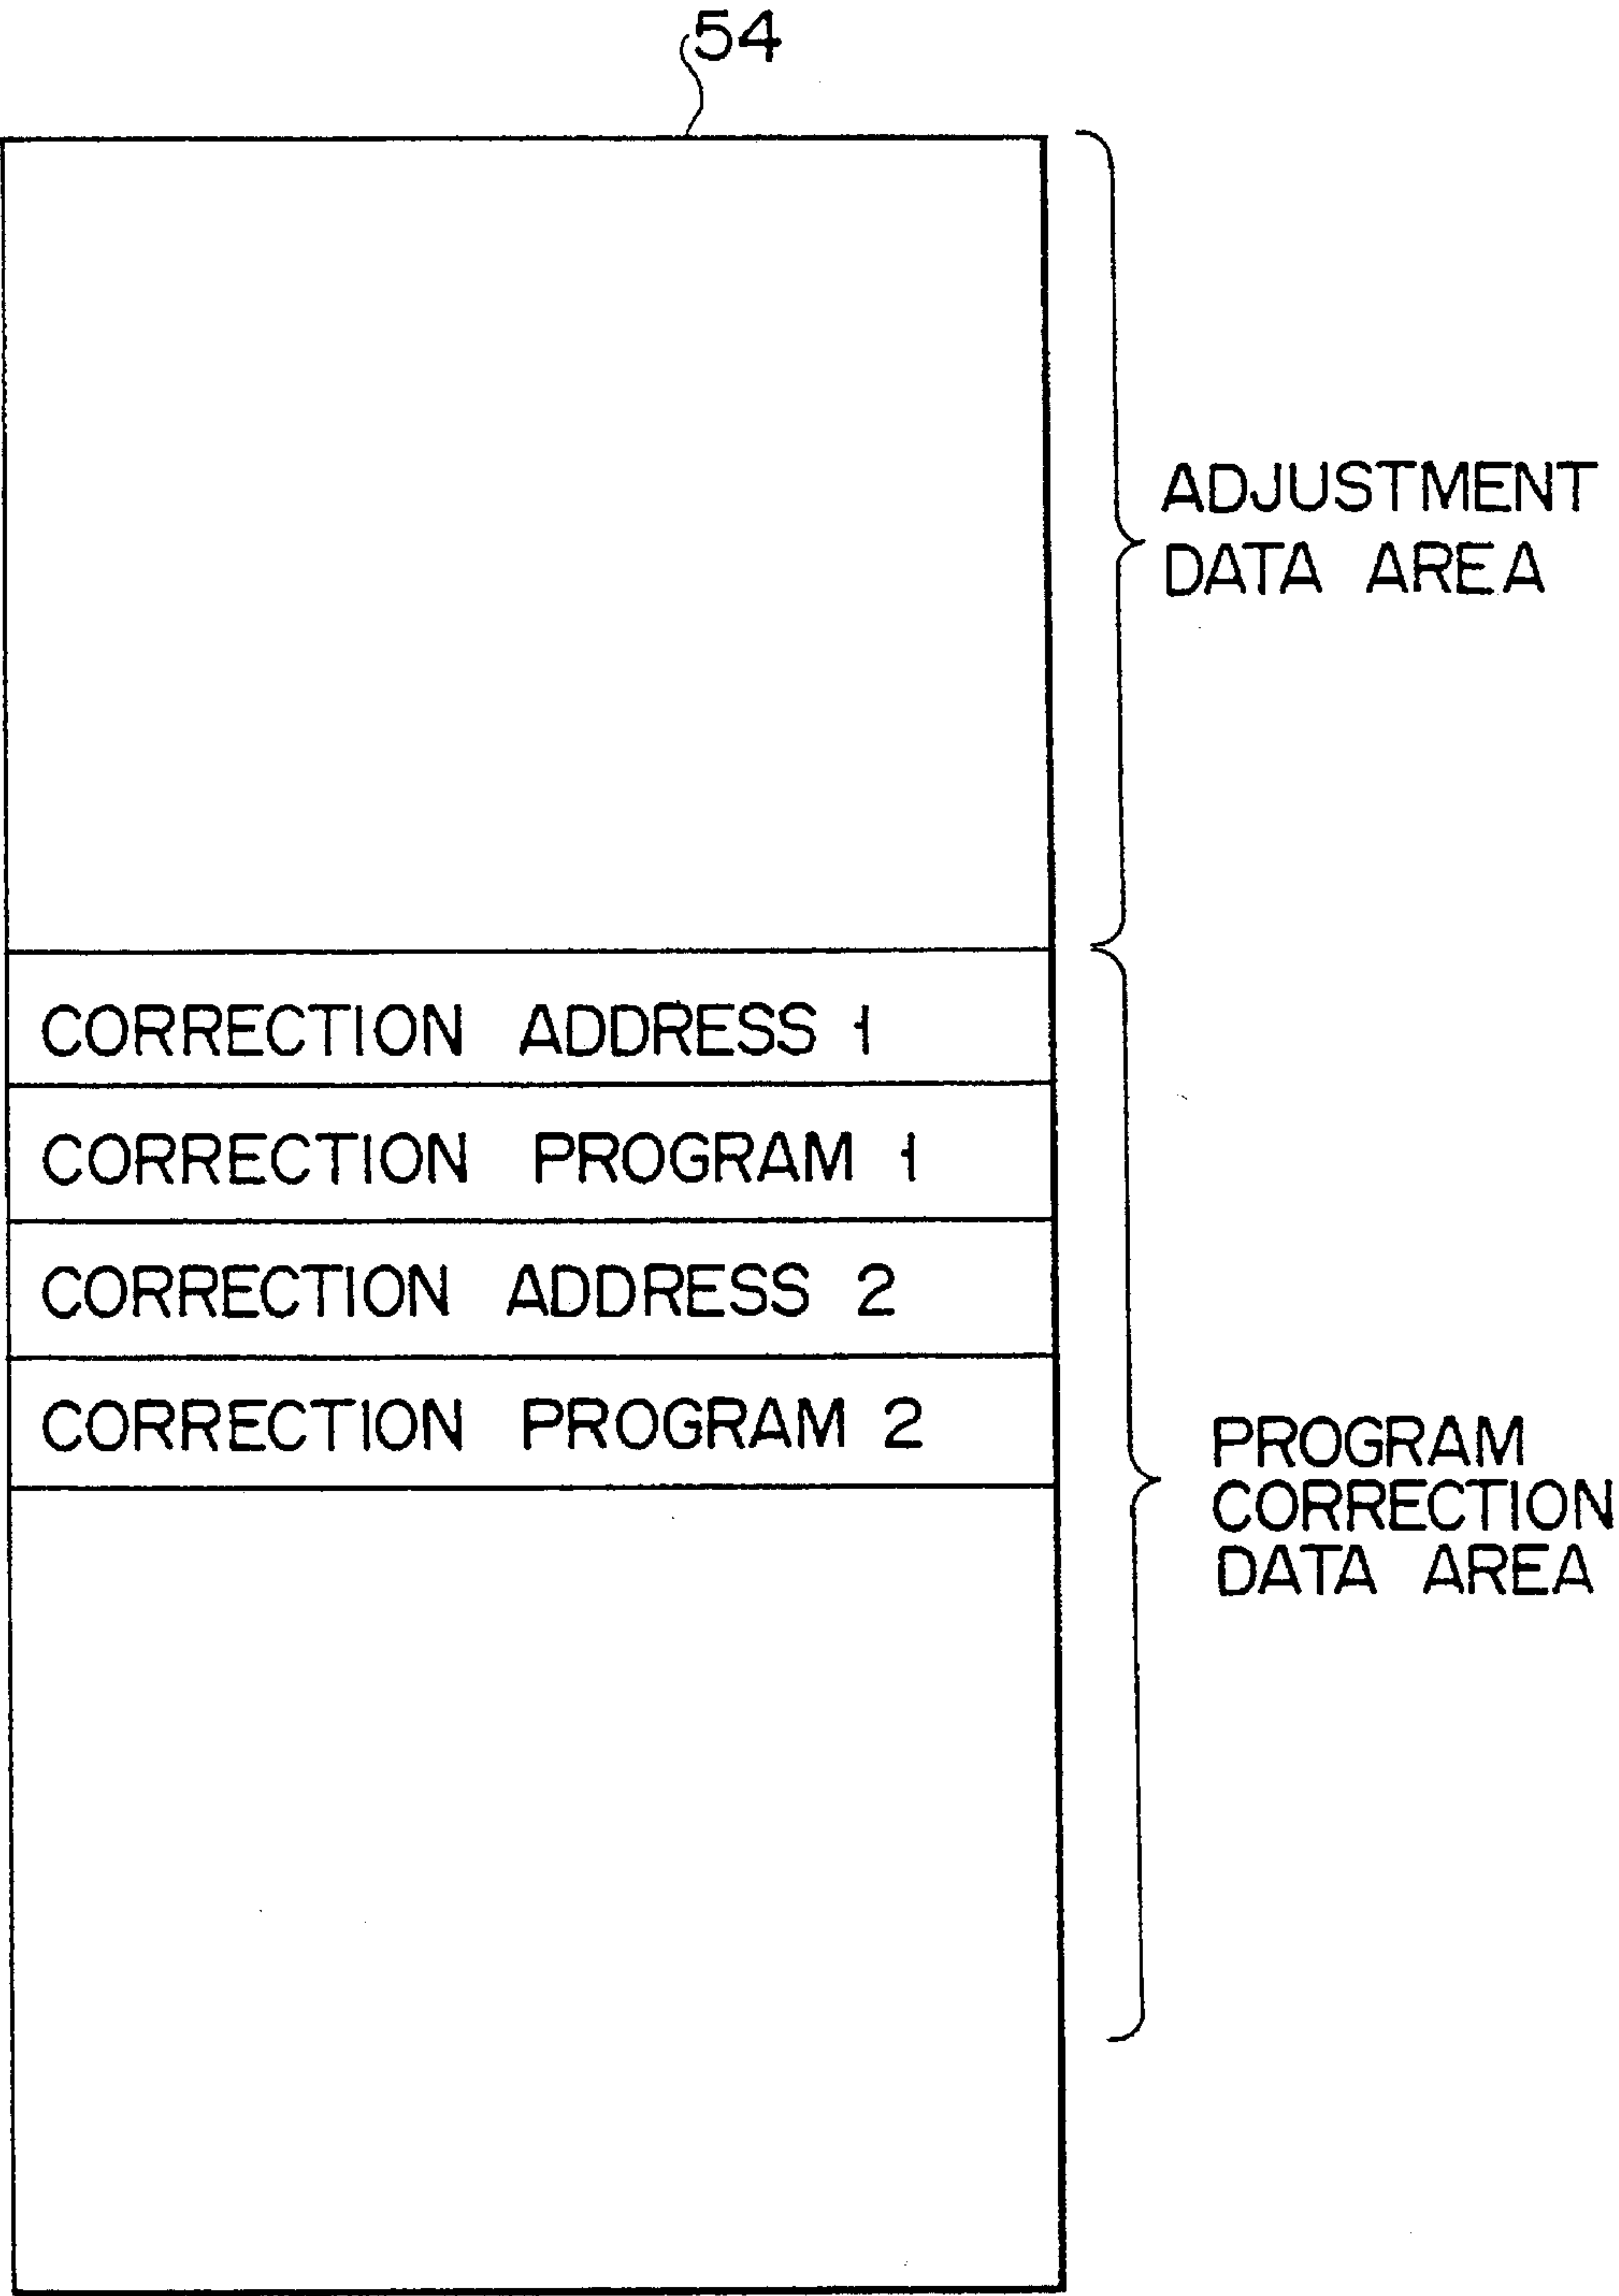 54
ADJUSTMENT
DATA AREA
CORRECTION ADDRESS 1
CORRECTION PROGRAM 1
CORRECTION ADDRESS 2
CORRECTION PROGRAM 2
PROGRAM
CORRECTION
DATA AREA